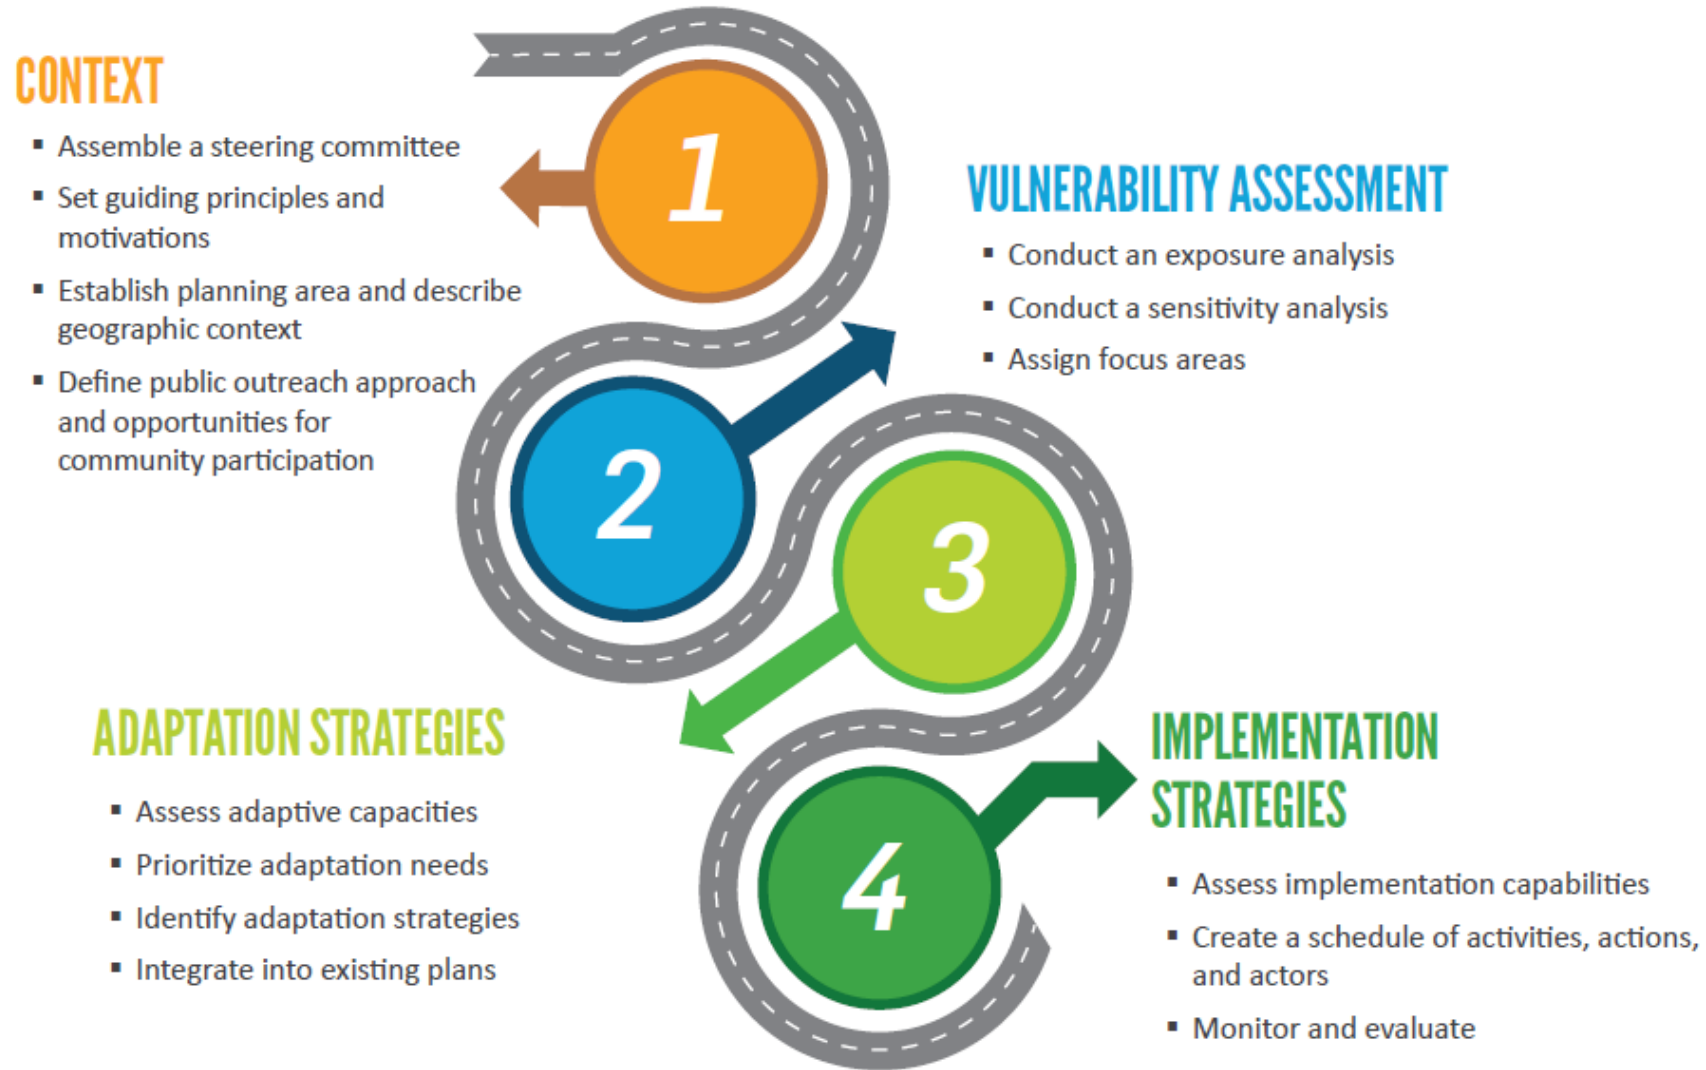 1
CONTEXT
▪ Assemble a steering committee
▪ Set guiding principles and
motivations
▪ Establish planning area and describe
geographic context
▪ Define public outreach approach
and opportunities for
community participation
2
VULNERABILITY ASSESSMENT
▪ Conduct an exposure analysis
▪ Conduct a sensitivity analysis
▪ Assign focus areas
3
ADAPTATION STRATEGIES
▪ Assess adaptive capacities
▪ Prioritize adaptation needs
▪ Identify adaptation strategies
▪ Integrate into existing plans
4
IMPLEMENTATION
STRATEGIES
▪ Assess implementation capabilities
▪ Create a schedule of activities, actions,
and actors
▪ Monitor and evaluate